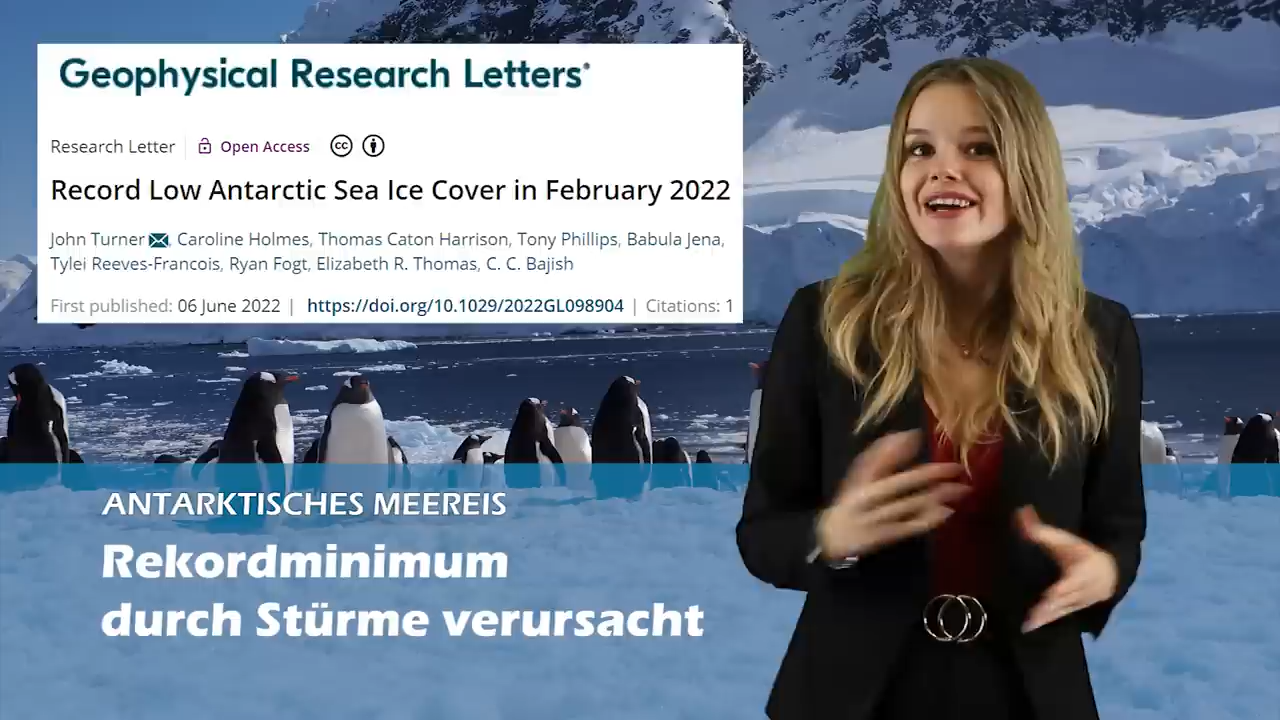 Geophysical Research Letters®
Research Letter Open Access
Record Low Antarctic Sea Ice Cover in February 2022
John Turner, Caroline Holmes, Thomas Caton Harrison, Tony Phillips, Babula Jena,
Tylei Reeves-Francois, Ryan Fogt, Elizabeth R. Thomas, C. C. Bajish
First published: 06 June 2022 | https://doi.org/10.1029/2022GL098904 | Citations: 1
ANTARKTISCHES MEEREIS
Rekordminimum
durch Stürme verursacht